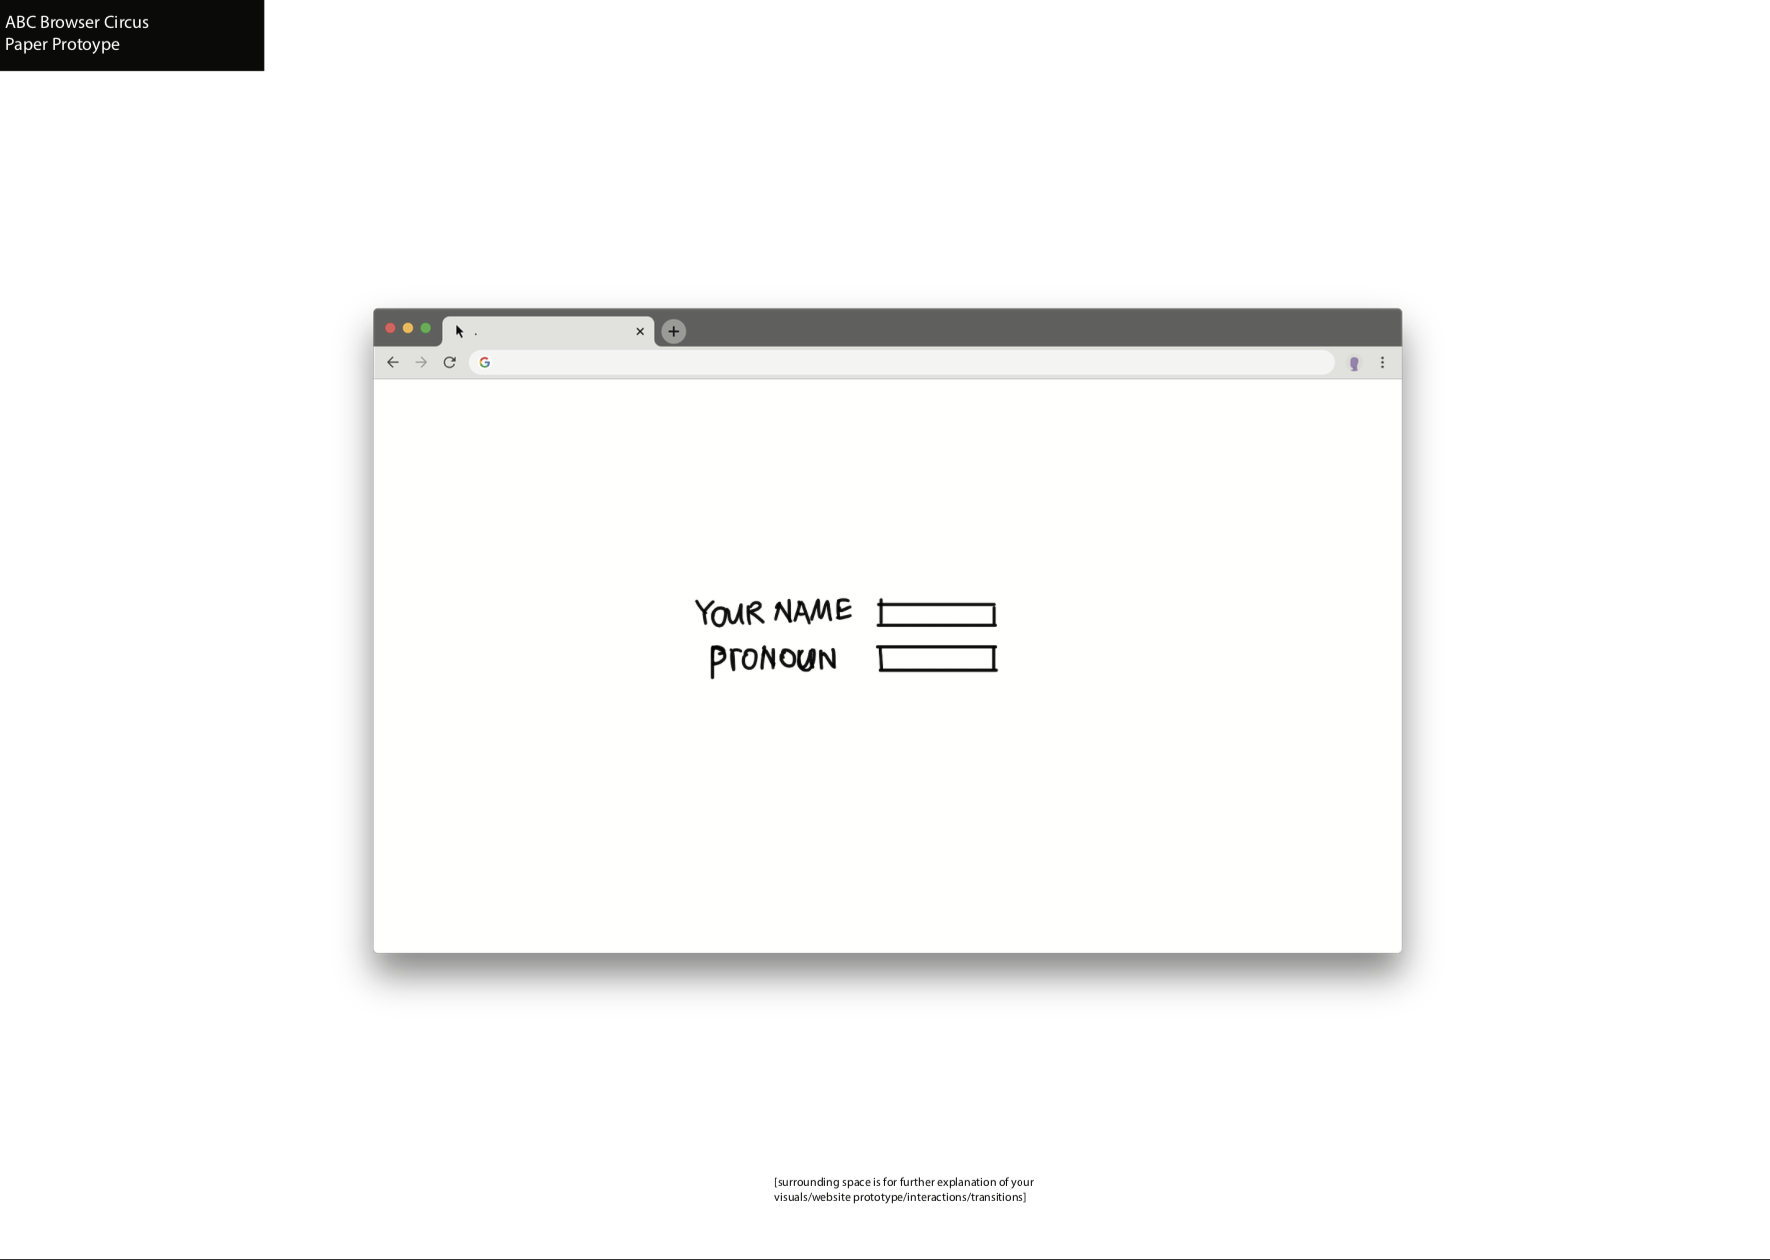 ABC Browser Circus
Paper Protoype
.
YOUR NAME
PRONOUN
[surrounding space is for further explanation of your
visuals/website prototype/interactions/transitions]